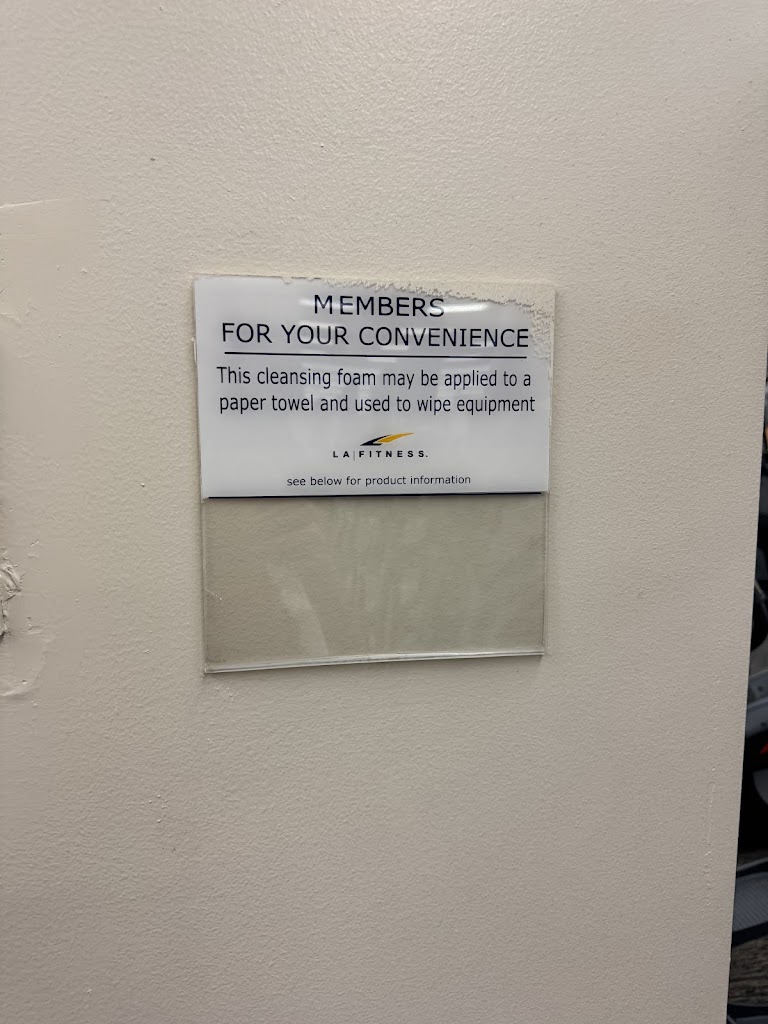 MEMBERS
FOR YOUR CONVENIENCE
This cleansing foam may be applied to a
paper towel and used to wipe equipment
LA|FITNESS.
see below for product information